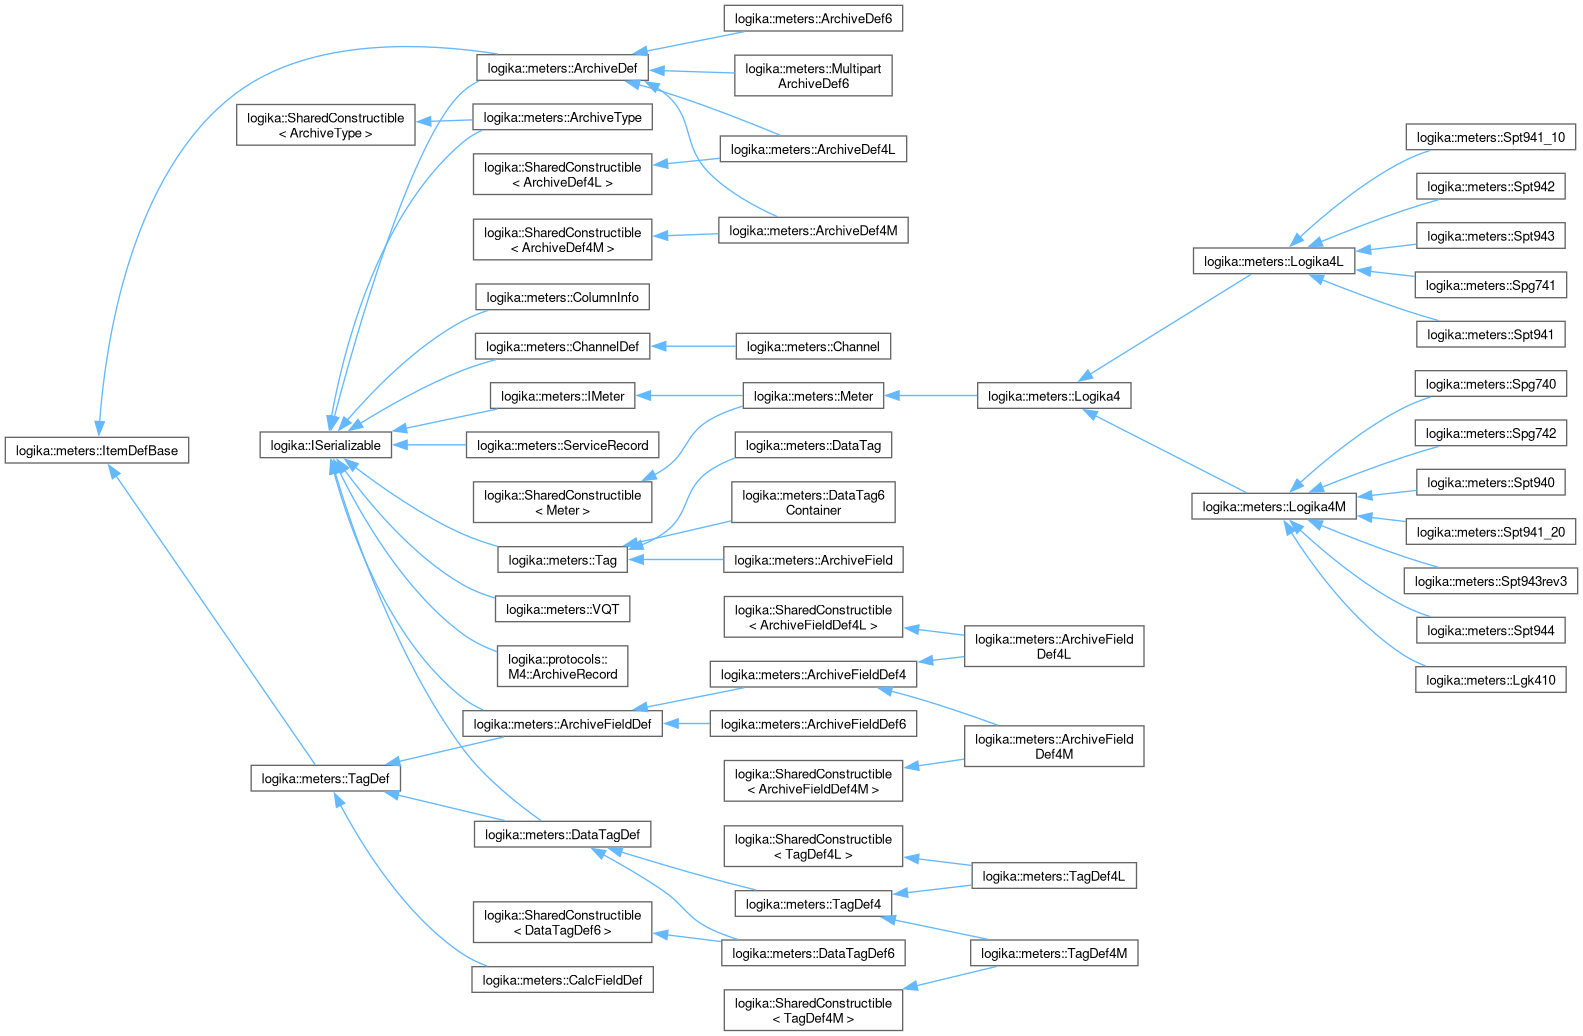 logika::meters::ItemDefBase
logika::SharedConstructible
< ArchiveType >
logika::ISerializable
logika::meters::TagDef
logika::meters::ArchiveDef
logika::meters::ArchiveType
logika::SharedConstructible
< ArchiveDef4L >
logika::SharedConstructible
< ArchiveDef4M >
logika::meters::ColumnInfo
logika::meters::ChannelDef
logika::meters::IMeter
logika::meters::ServiceRecord
logika::SharedConstructible
< Meter >
logika::meters::Tag
logika::meters::VQT
logika::protocols::
M4::ArchiveRecord
logika::meters::ArchiveFieldDef
logika::meters::DataTagDef
logika::SharedConstructible
< DataTagDef6 >
logika::meters::CalcFieldDef
logika::meters::ArchiveDef6
logika::meters::Multipart
ArchiveDef6
logika::meters::ArchiveDef4L
logika::meters::ArchiveDef4M
logika::meters::Channel
logika::meters::Meter
logika::meters::DataTag
logika::meters::DataTag6
Container
logika::meters::ArchiveField
logika::SharedConstructible
< ArchiveFieldDef4L >
logika::meters::ArchiveFieldDef4
logika::meters::ArchiveFieldDef6
logika::SharedConstructible
< ArchiveFieldDef4M >
logika::SharedConstructible
< TagDef4L >
logika::meters::TagDef4
logika::meters::DataTagDef6
logika::SharedConstructible
< TagDef4M >
logika::meters::Logika4
logika::meters::ArchiveField
Def4L
logika::meters::ArchiveField
Def4M
logika::meters::TagDef4L
logika::meters::TagDef4M
logika::meters::Logika4L
logika::meters::Logika4M
logika::meters::Spt941_10
logika::meters::Spt942
logika::meters::Spt943
logika::meters::Spg741
logika::meters::Spt941
logika::meters::Spg740
logika::meters::Spg742
logika::meters::Spt940
logika::meters::Spt941_20
logika::meters::Spt943rev3
logika::meters::Spt944
logika::meters::Lgk410